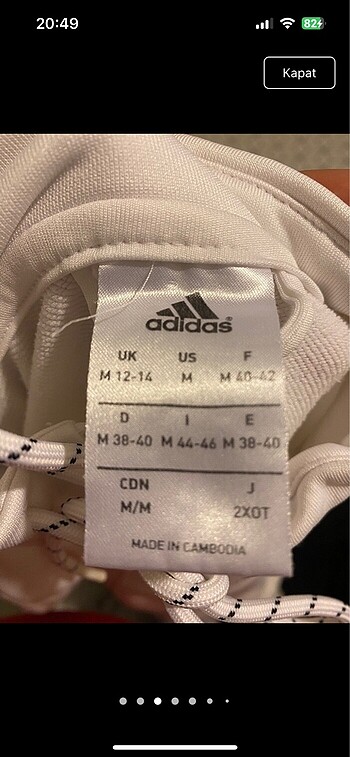 20:49
82
Kapat
adidas
UK US F
M 12-14 M M 40-42
D I E
M 38-40 M 44-46 M 38-40
CDN J
M/M 2XOT
MADE IN CAMBODIA